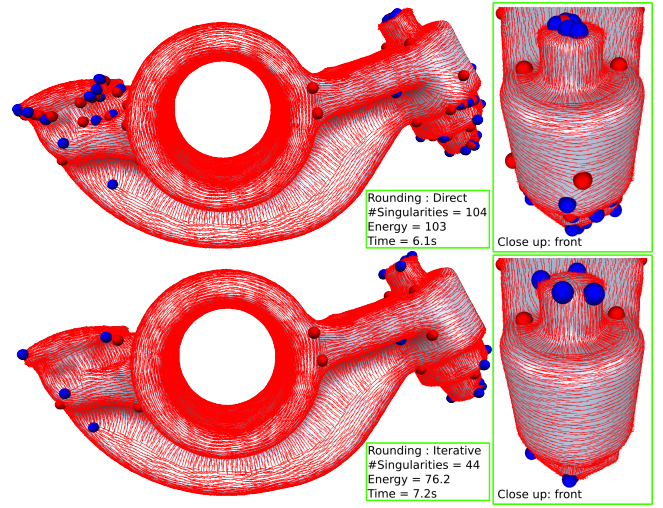 Rounding : Direct
#Singularities = 104
Energy = 103
Time = 6.1s
Close up: front
Rounding : Iterative
#Singularities = 44
Energy = 76.2
Time = 7.2s
Close up: front